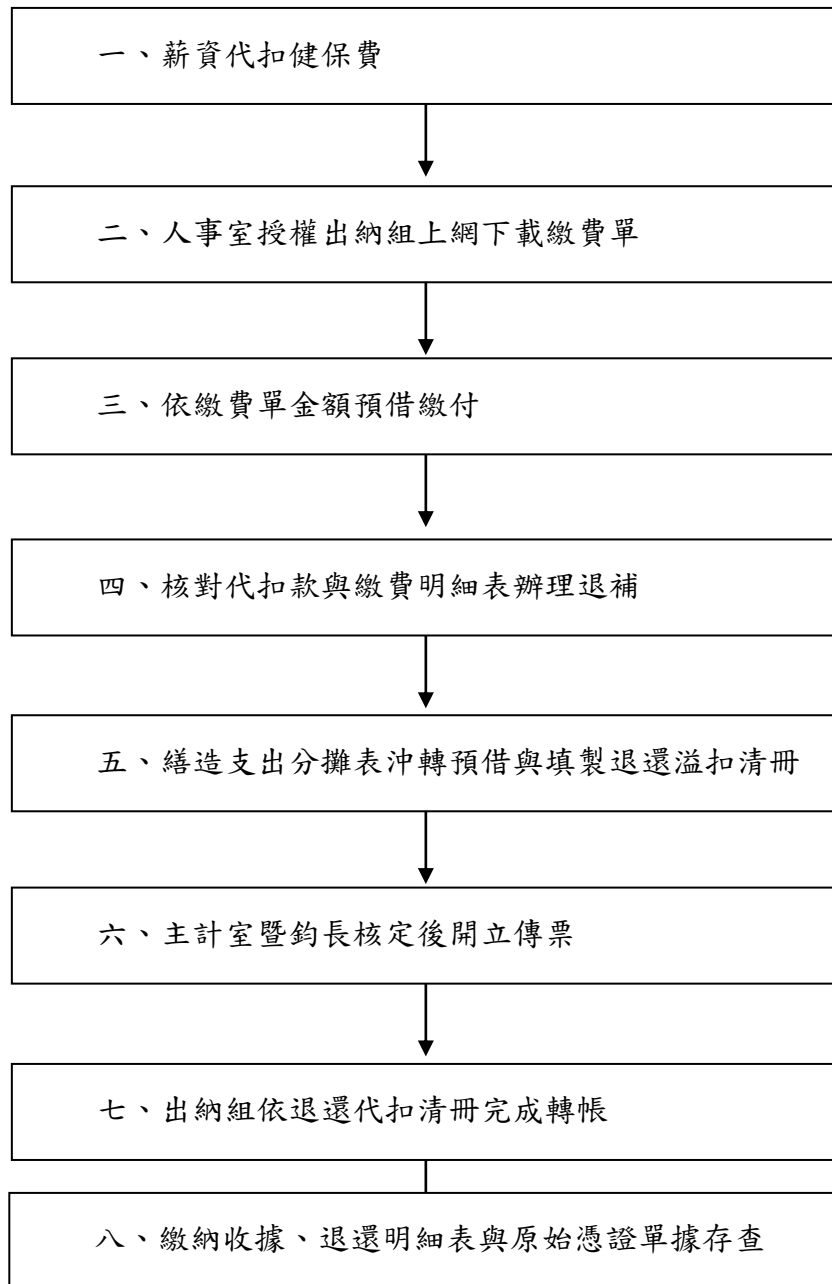 一、薪資代扣健保費
二、人事室授權出納組上網下載繳費單
三、依繳費單金額預借繳付
四、核對代扣款與繳費明細表辦理退補
五、繕造支出分攤表沖轉預借與填製退還溢扣清冊
六、主計室暨鈞長核定後開立傳票
七、出納組依退還代扣清冊完成轉帳
八、繳納收據、退還明細表與原始憑證單據存查